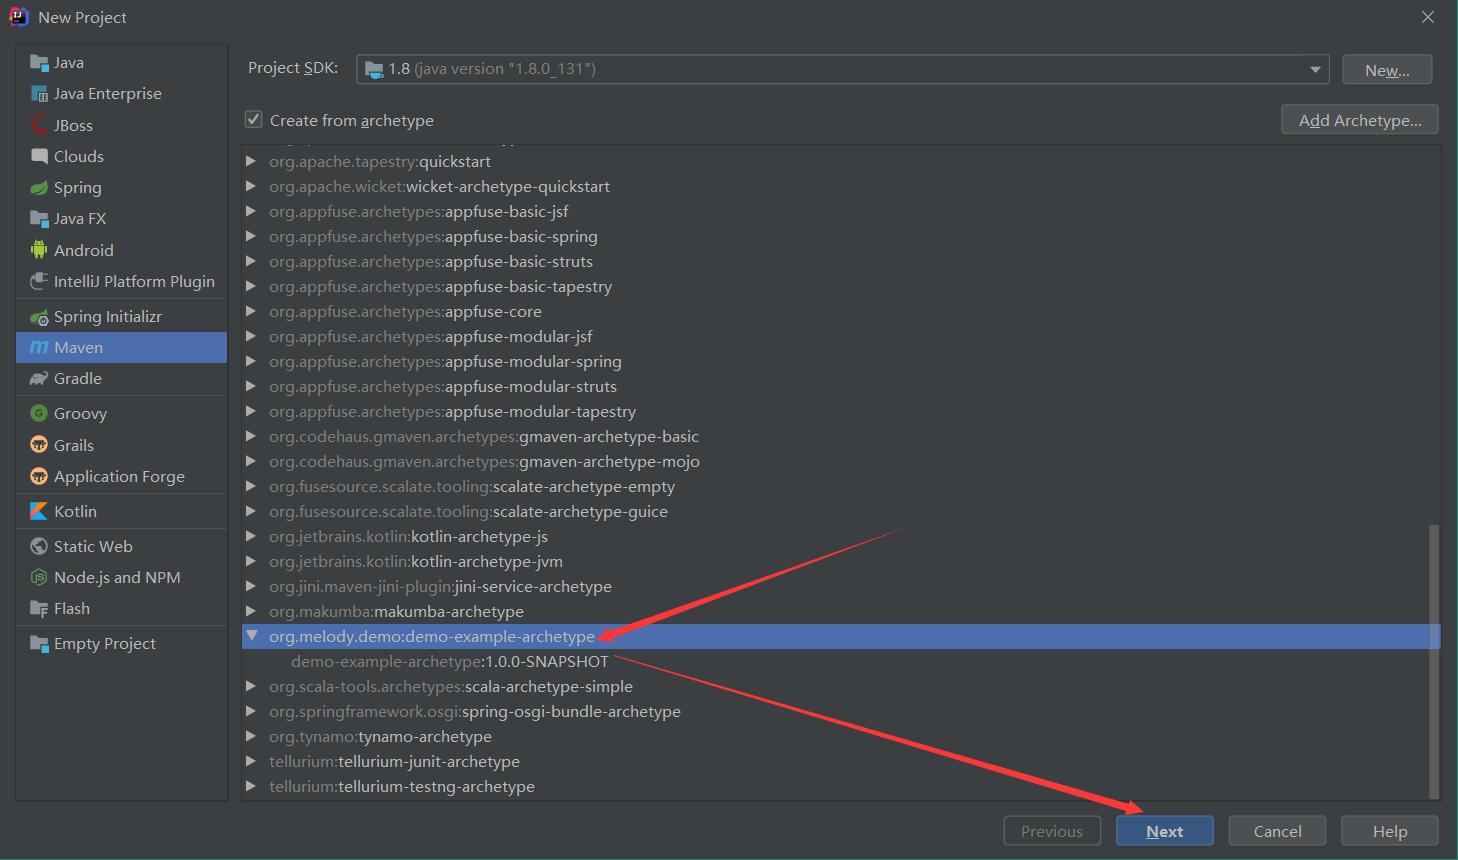 New Project
Java
Java Enterprise
JBoss
Clouds
Spring
Java FX
Android
IntelliJ Platform Plugin
Spring Initializr
Maven
Gradle
Groovy
Grails
Application Forge
Kotlin
Static Web
Node.js and NPM
Flash
Empty Project
Project SDK: 1.8 (java version "1.8.0_131") New...
Create from archetype Add Archetype...
org.apache.tapestry:quickstart
org.apache.wicket:wicket-archetype-quickstart
org.appfuse.archetypes:appfuse-basic-jsf
org.appfuse.archetypes:appfuse-basic-spring
org.appfuse.archetypes:appfuse-basic-struts
org.appfuse.archetypes:appfuse-basic-tapestry
org.appfuse.archetypes:appfuse-core
org.appfuse.archetypes:appfuse-modular-jsf
org.appfuse.archetypes:appfuse-modular-spring
org.appfuse.archetypes:appfuse-modular-struts
org.appfuse.archetypes:appfuse-modular-tapestry
org.codehaus.gmaven.archetypes:gmaven-archetype-basic
org.codehaus.gmaven.archetypes:gmaven-archetype-mojo
org.fusesource.scalate.tooling:scalate-archetype-empty
org.fusesource.scalate.tooling:scalate-archetype-guice
org.jetbrains.kotlin:kotlin-archetype-js
org.jetbrains.kotlin:kotlin-archetype-jvm
org.jini.maven-jini-plugin:jini-service-archetype
org.makumba:makumba-archetype
org.melody.demo:demo-example-archetype
demo-example-archetype:1.0.0-SNAPSHOT
org.scala-tools.archetypes:scala-archetype-simple
org.springframework.osgi:spring-osgi-bundle-archetype
org.tynamo:tynamo-archetype
tellurium:tellurium-junit-archetype
tellurium:tellurium-testng-archetype
Previous Next Cancel Help